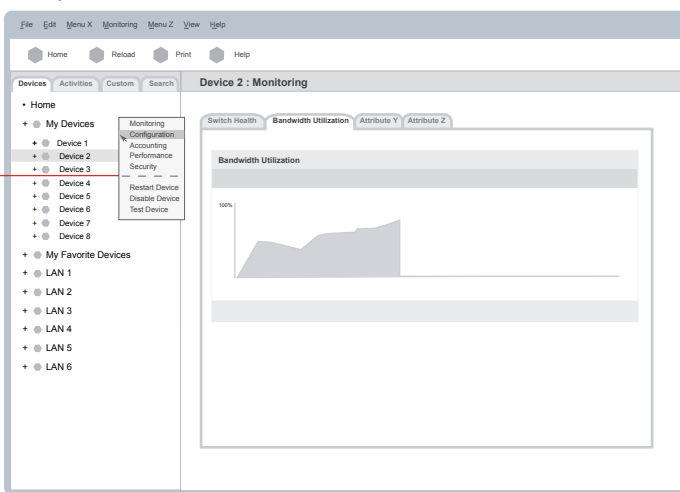 File Edit Menu X Monitoring Menu Z View Help
Home Reload Print Help
Devices Activities Custom Search
Device 2 : Monitoring
• Home
+ My Devices
+ Device 1
+ Device 2
+ Device 3
+ Device 4
+ Device 5
+ Device 6
+ Device 7
+ Device 8
+ My Favorite Devices
+ LAN 1
+ LAN 2
+ LAN 3
+ LAN 4
+ LAN 5
+ LAN 6
Monitoring
Configuration
Accounting
Performance
Security
Restart Device
Disable Device
Test Device
Switch Health Bandwidth Utilization Attribute Y Attribute Z
Bandwidth Utilization
100%